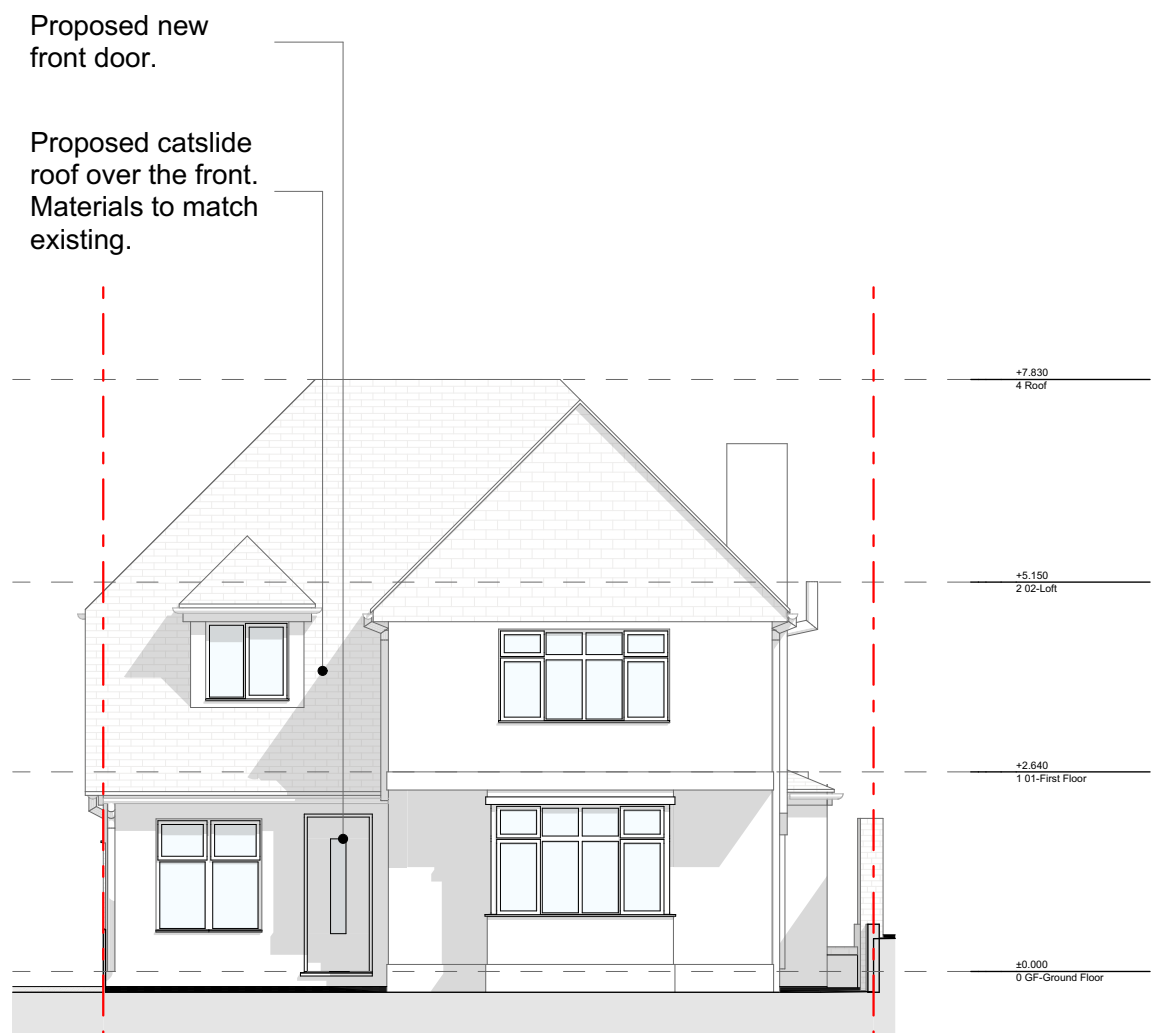 Proposed new
front door.
Proposed catslide
roof over the front.
Materials to match
existing.
+7.830
4 Roof
+5.150
2 02-Loft
+2.640
1 01-First Floor
±0.000
0 GF-Ground Floor